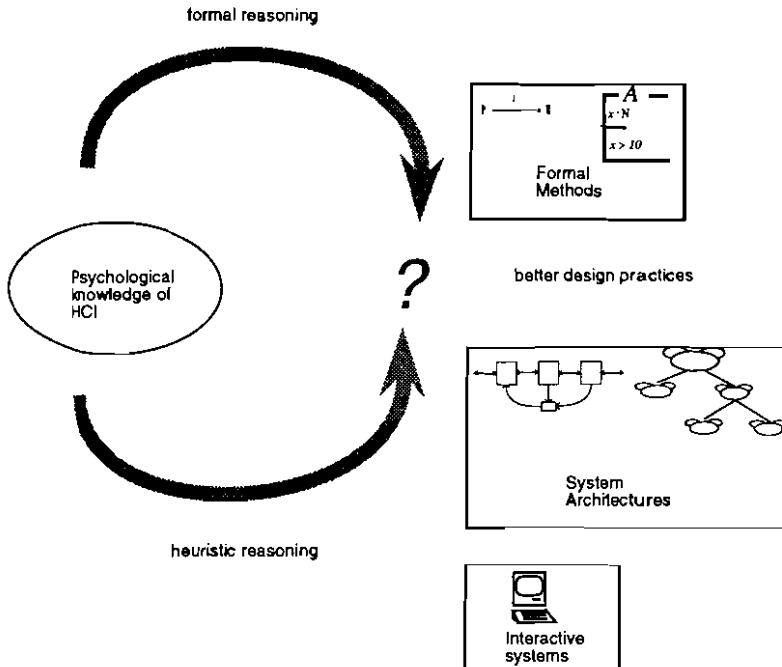 formal reasoning
A
x : N
x > 10
Formal
Methods
Psychological
knowledge of
HCI
?
better design practices
System
Architectures
heuristic reasoning
Interactive
systems